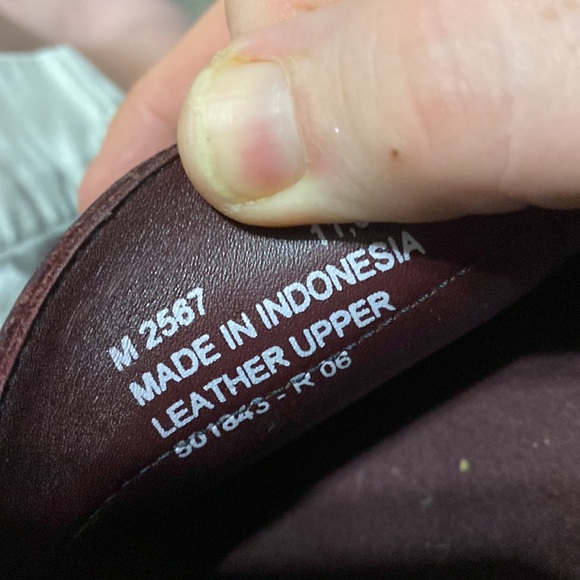 M 2567
MADE IN INDONESIA
LEATHER UPPER
R 06